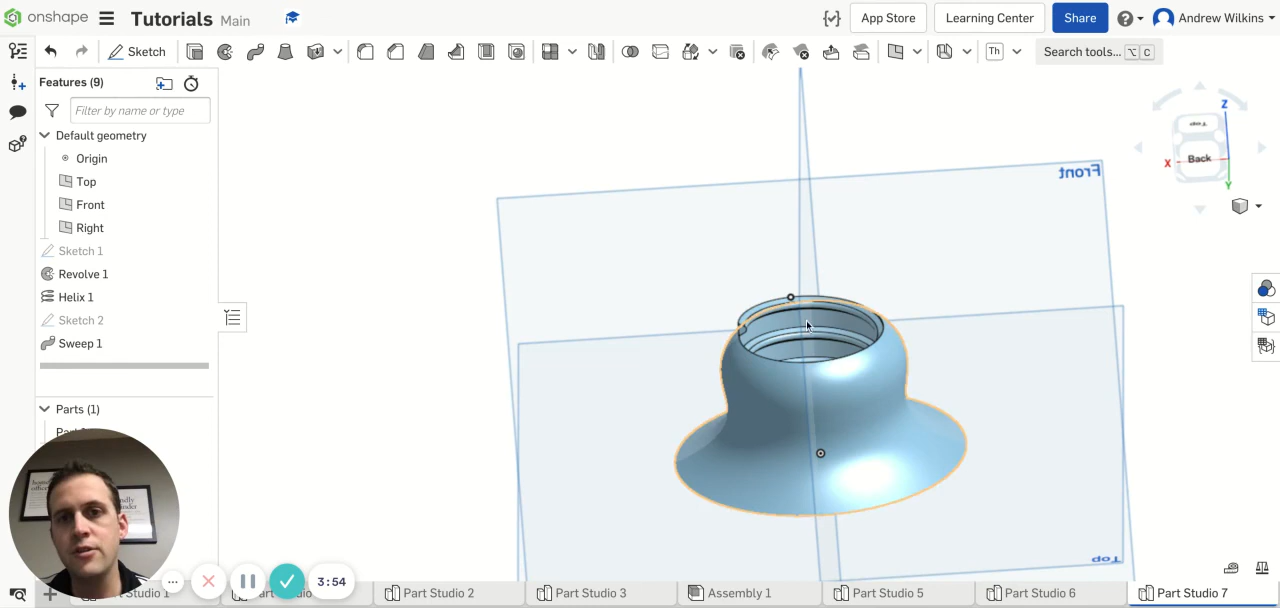 onshape
Tutorials Main
App Store
Learning Center
Share
Andrew Wilkins
Sketch
Th
Search tools... ⌥ C
Features (9)
Filter by name or type
Default geometry
Origin
Top
Front
Right
Sketch 1
Revolve 1
Helix 1
Sketch 2
Sweep 1
Parts (1)
Front
Top
Z
Top
Back
X
Y
3:54
Part Studio 2
Part Studio 3
Assembly 1
Part Studio 5
Part Studio 6
Part Studio 7